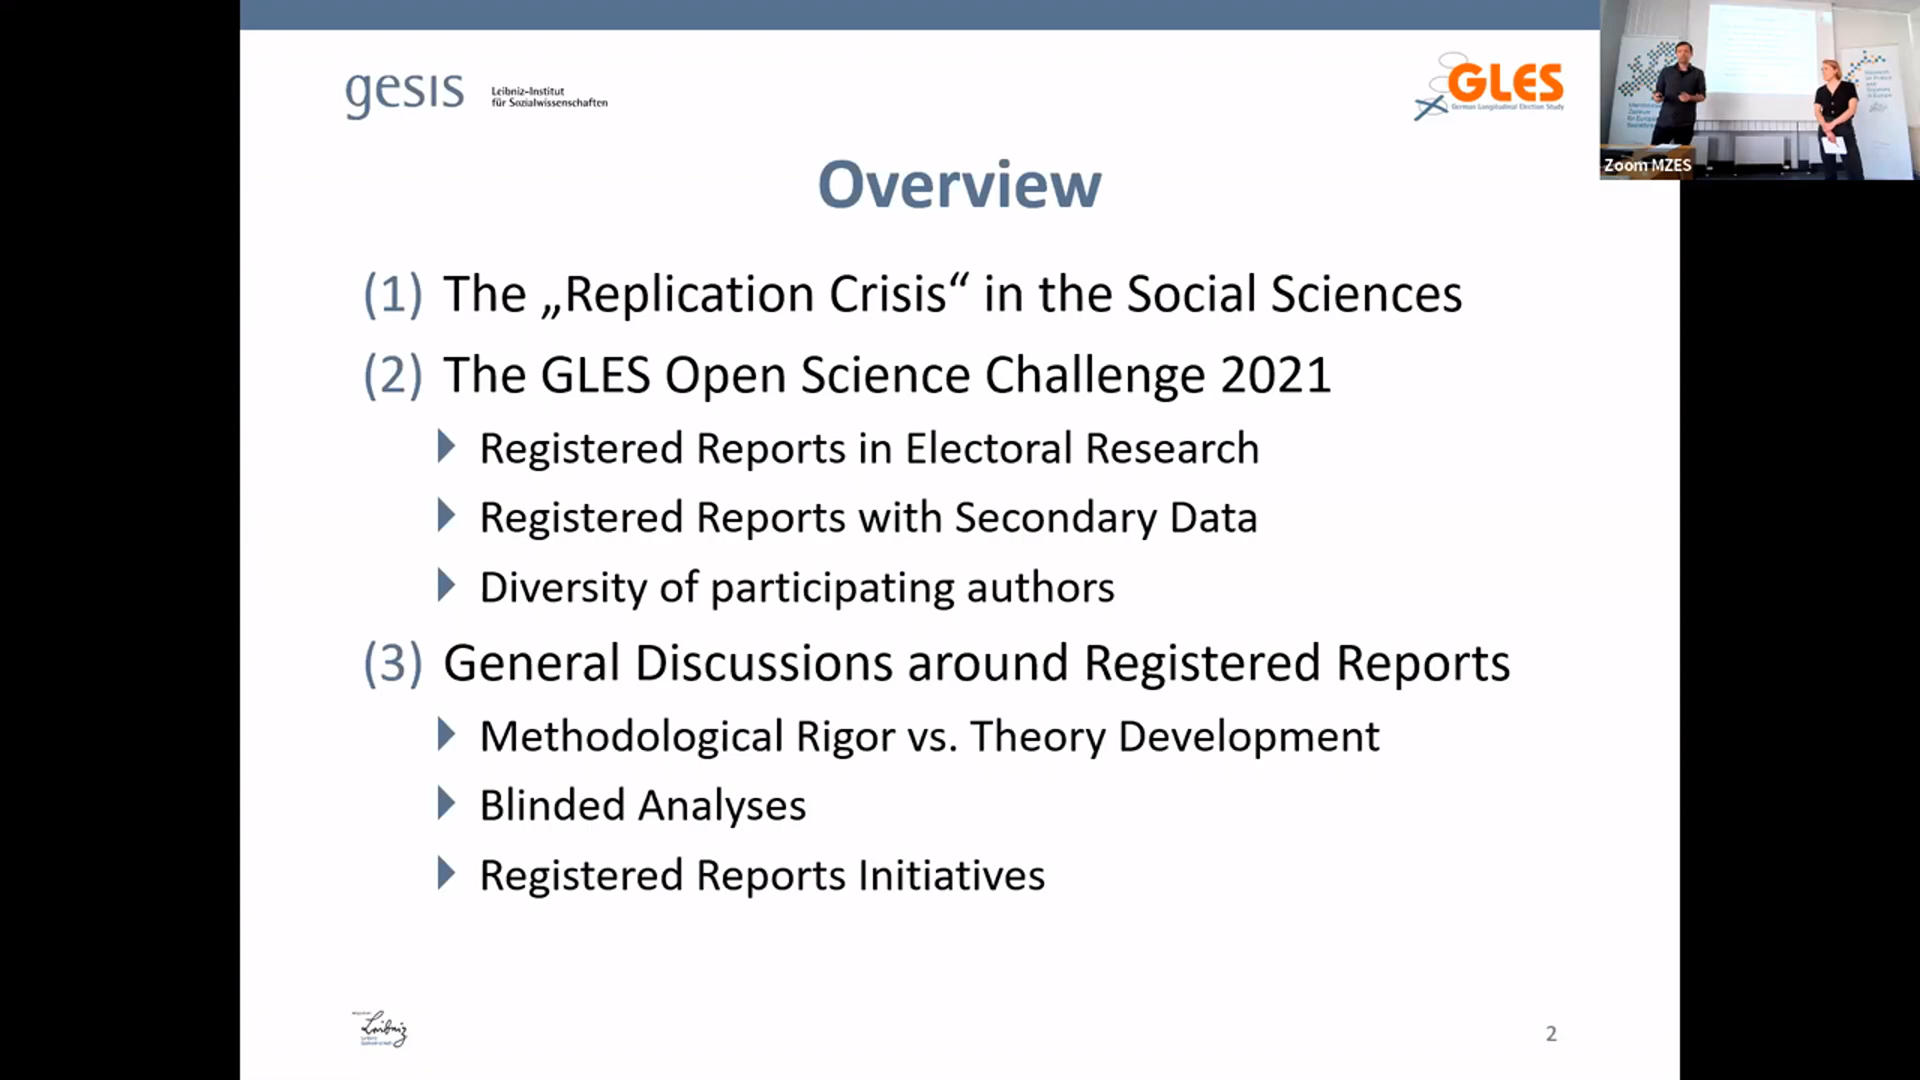 gesis
Leibniz-Institut
für Sozialwissenschaften
GLES
German Longitudinal Election Study
Zoom MZES
Overview
(1) The „Replication Crisis“ in the Social Sciences
(2) The GLES Open Science Challenge 2021
Registered Reports in Electoral Research
Registered Reports with Secondary Data
Diversity of participating authors
(3) General Discussions around Registered Reports
Methodological Rigor vs. Theory Development
Blinded Analyses
Registered Reports Initiatives
Leibniz
2